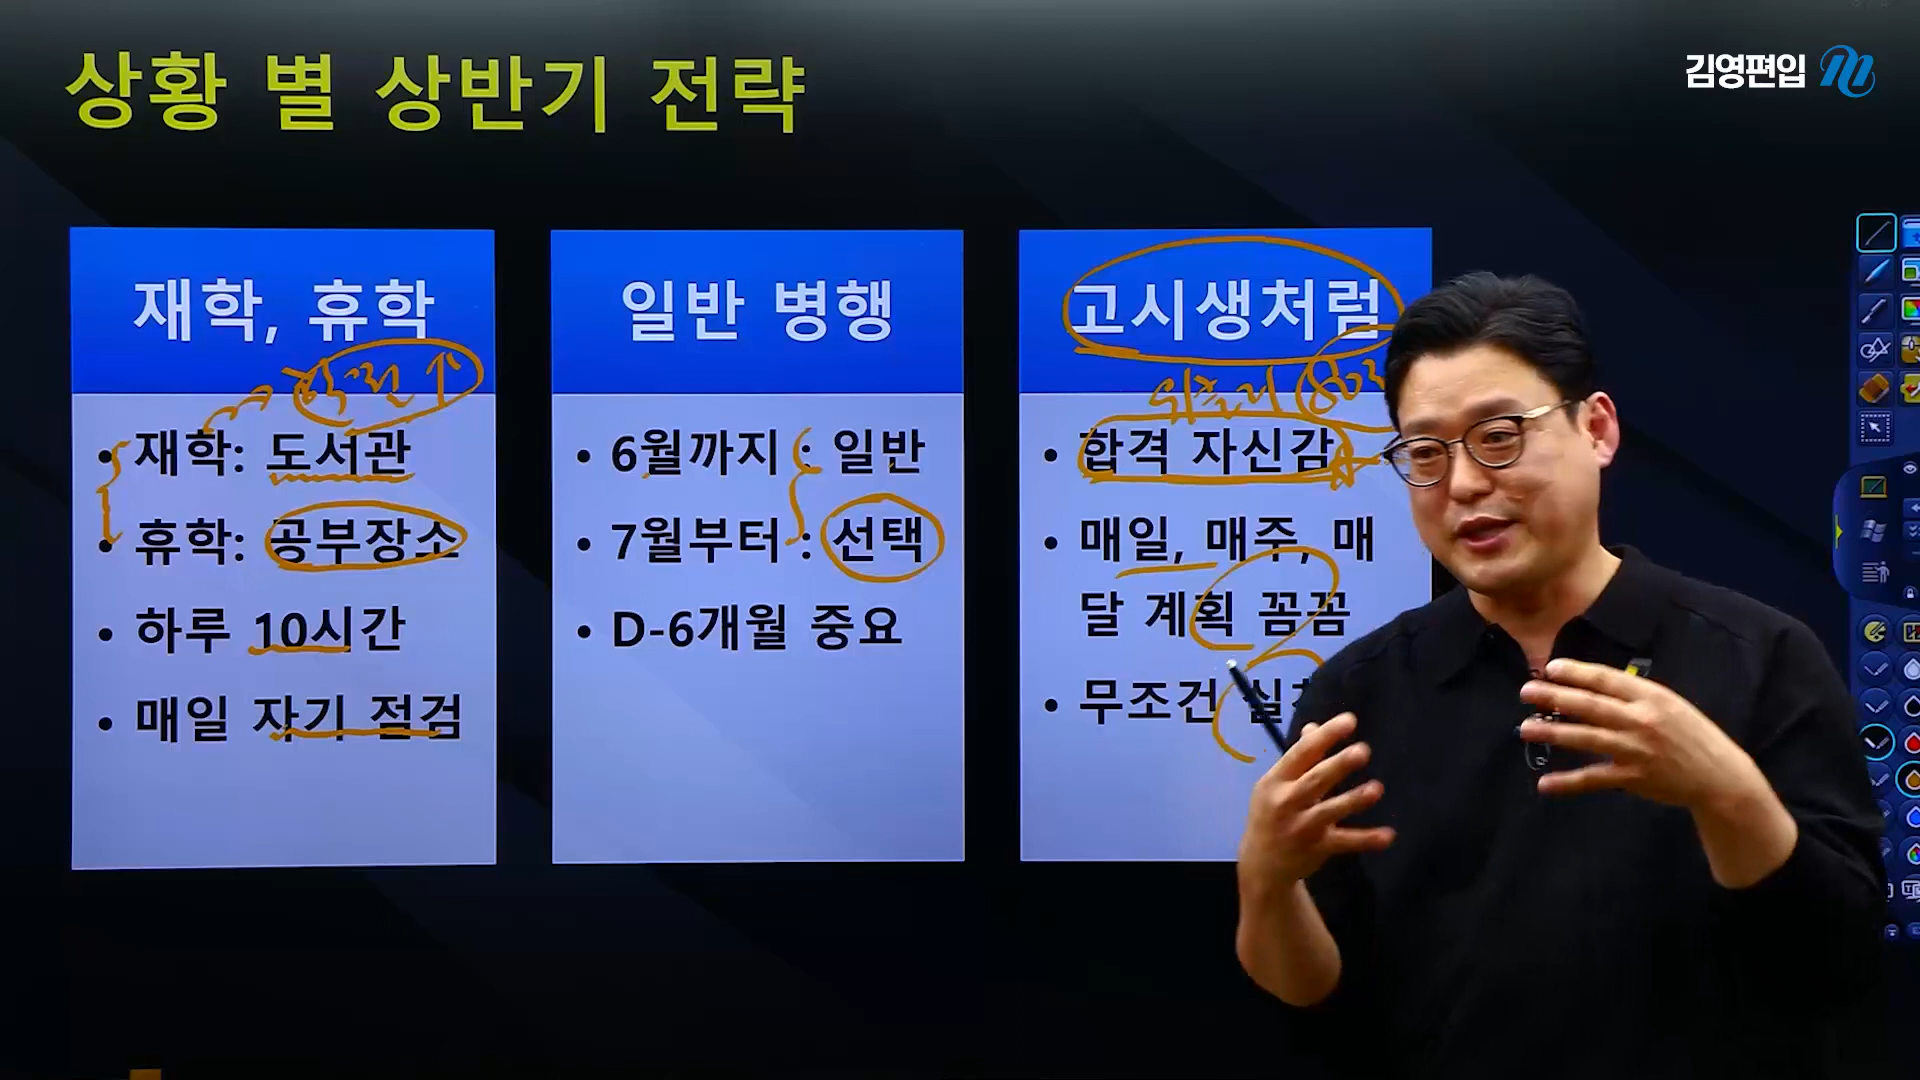 상황 별 상반기 전략
김영편입
재학, 휴학
학점 ↑
• 재학: 도서관
• 휴학: 공부장소
• 하루 10시간
• 매일 자기 점검
일반 병행
• 6월까지 : 일반
• 7월부터 : 선택
• D-6개월 중요
고시생처럼
• 합격 자신감
• 매일, 매주, 매
달 계획 꼼꼼
• 무조건